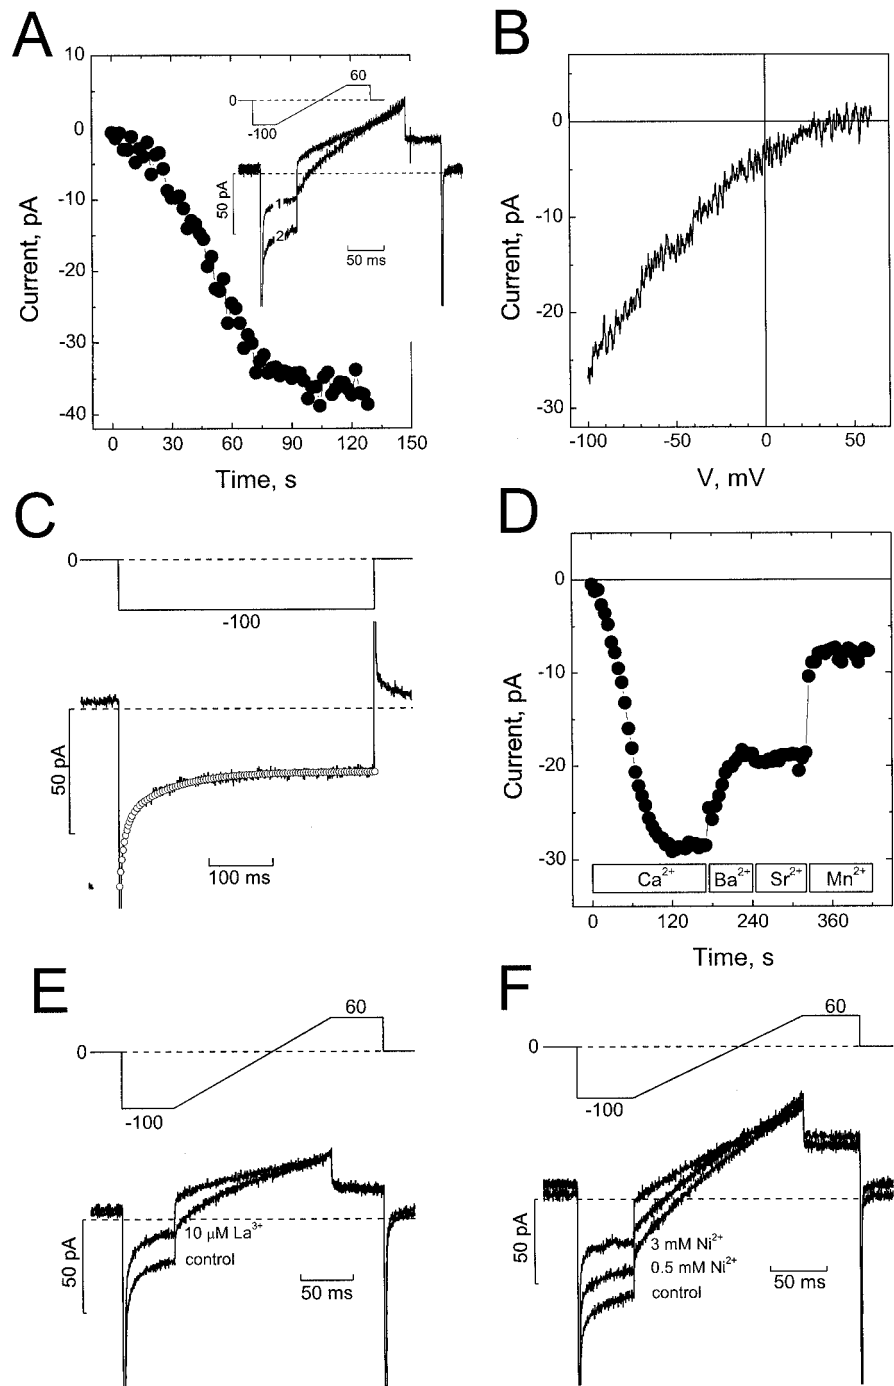 A
10
0
-10
-20
-30
-40
Current, pA
0
30
60
90
120
150
Time, s
0
60
-100
50 pA
1
2
50 ms
B
0
-10
-20
-30
Current, pA
-100
-50
0
50
V, mV
C
0
-100
50 pA
100 ms
D
0
-10
-20
-30
Current, pA
Ca2+
Ba2+
Sr2+
Mn2+
0
120
240
360
Time, s
E
60
0
-100
10 μM La3+
control
50 pA
50 ms
F
60
0
-100
3 mM Ni2+
0.5 mM Ni2+
control
50 pA
50 ms